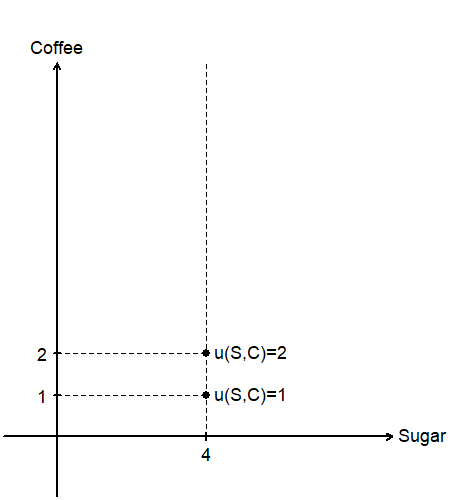 Coffee
2
u(S,C)=2
1
u(S,C)=1
Sugar
4